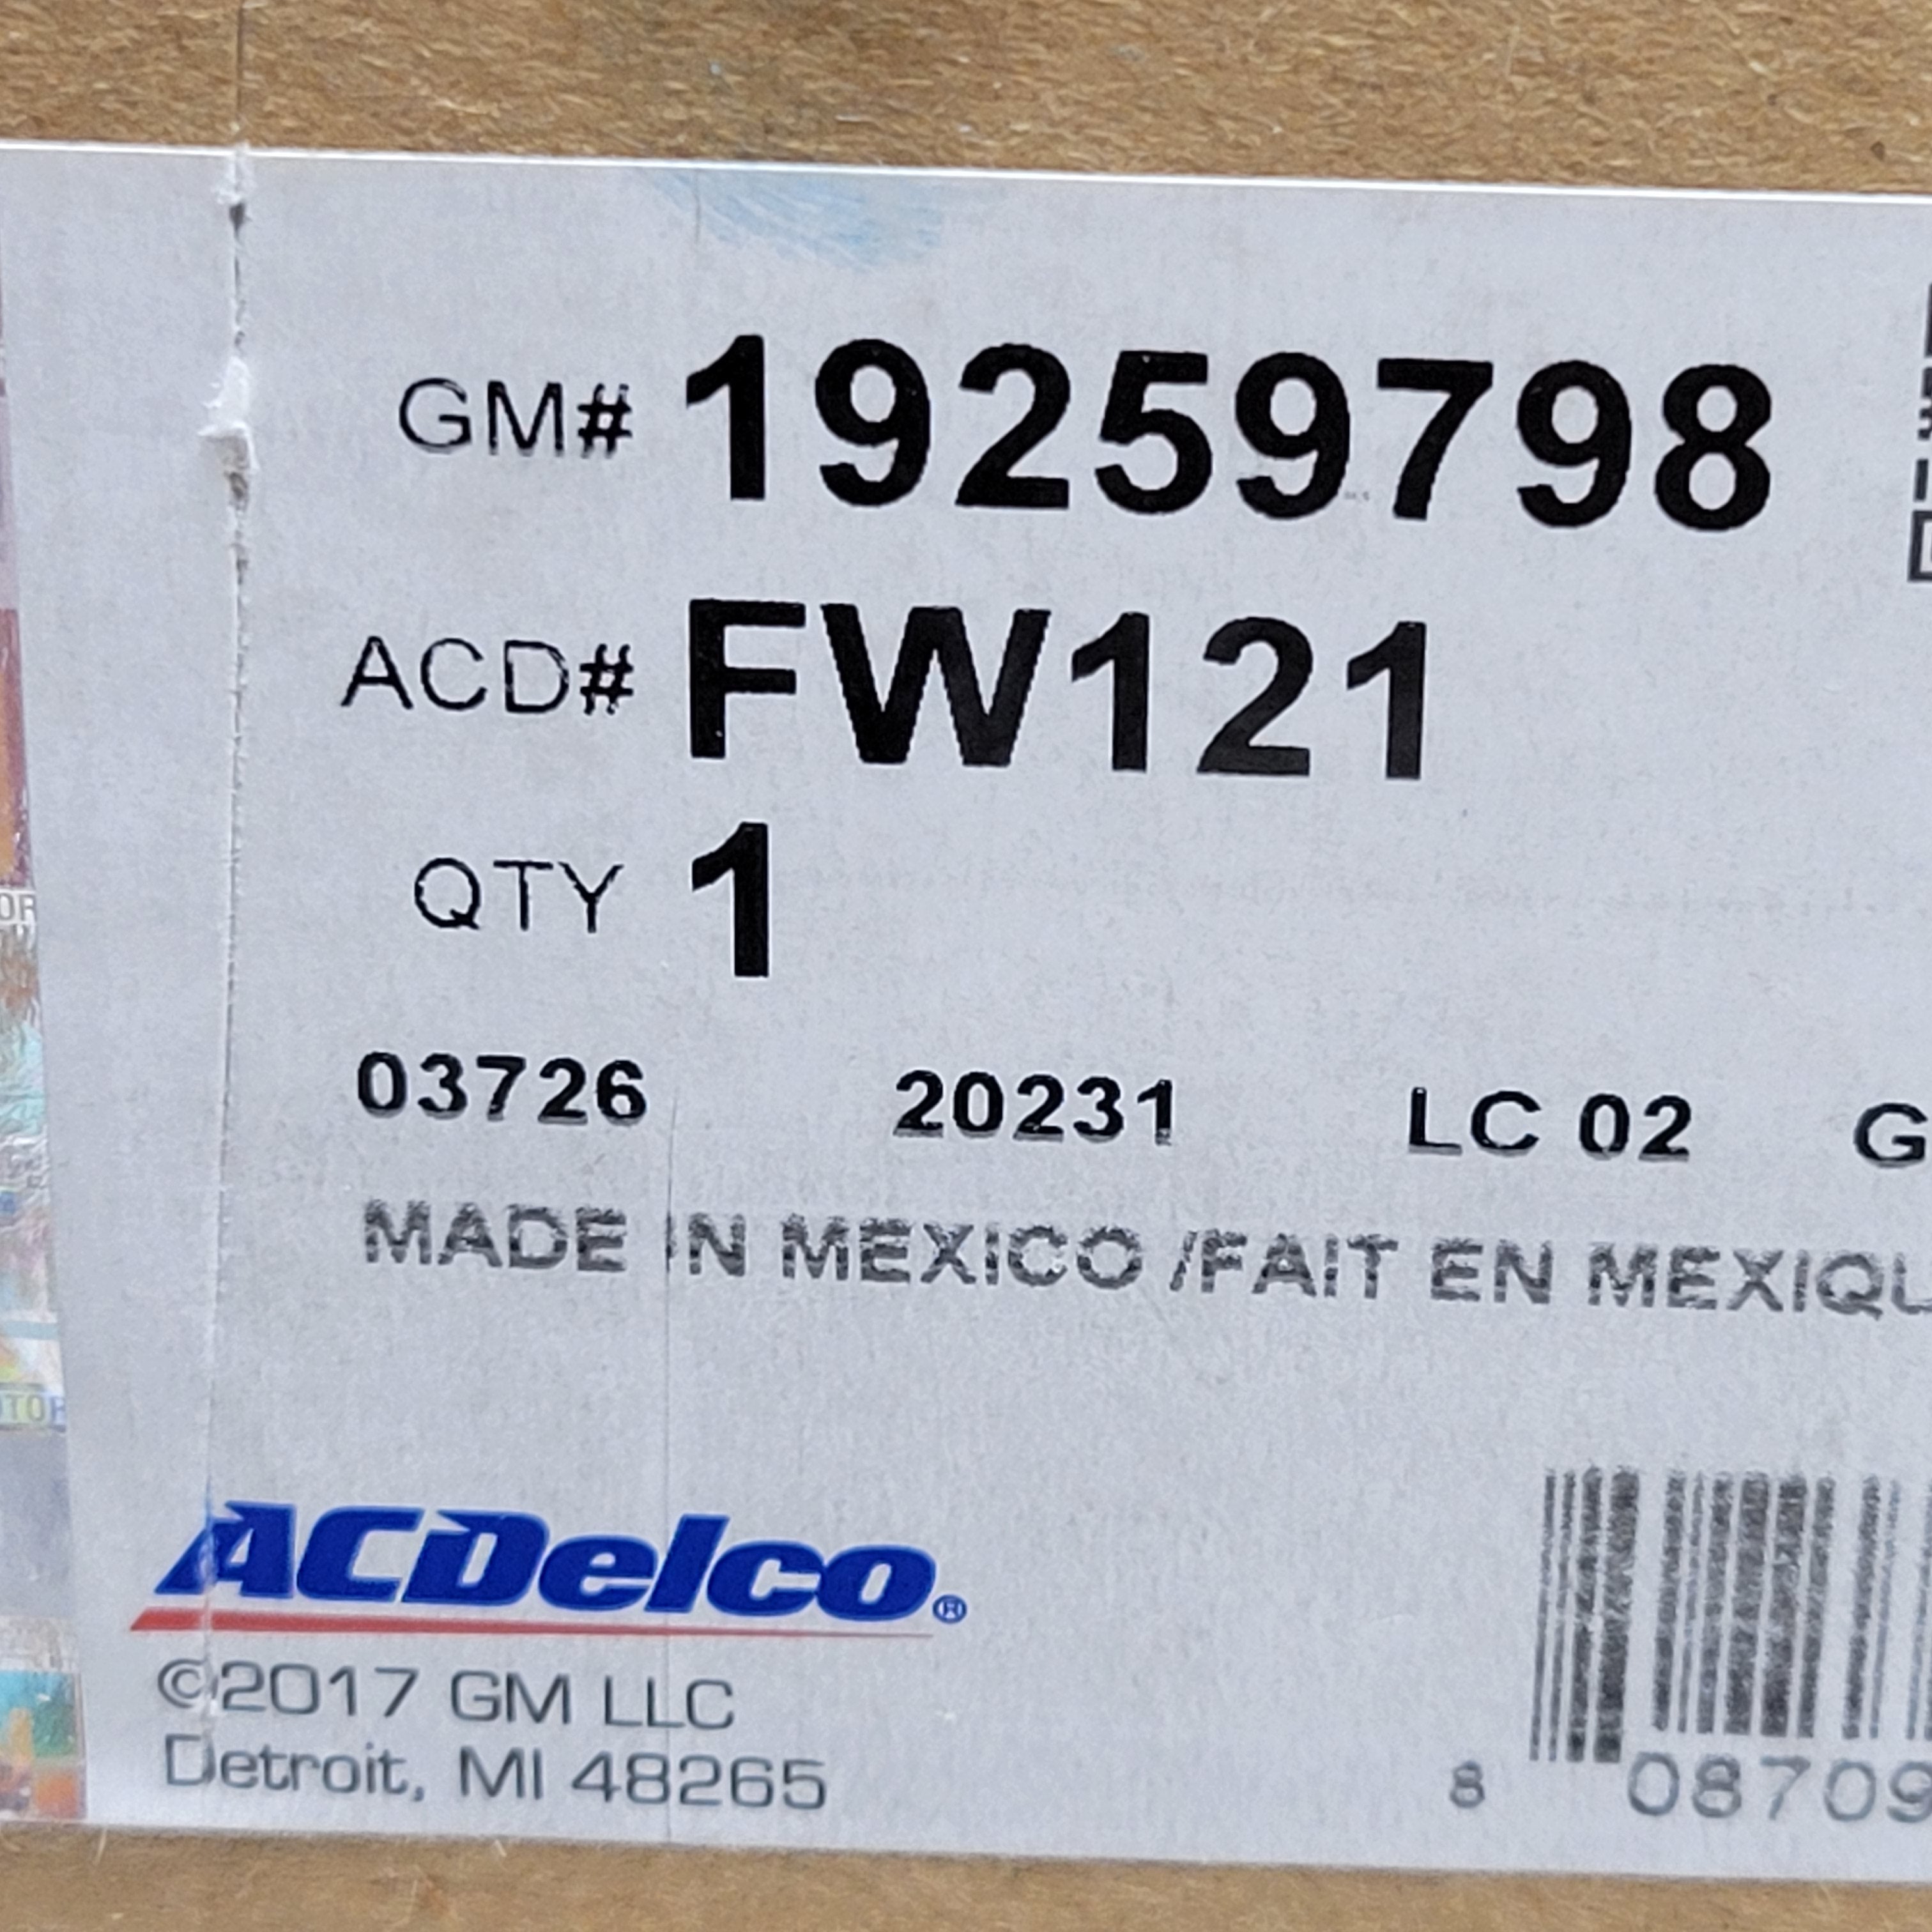 GM# 19259798
ACD# FW121
QTY 1
03726 20231 LC 02 G
MADE IN MEXICO /FAIT EN MEXIQU
ACDelco®
©2017 GM LLC
Detroit, MI 48265
8 08709